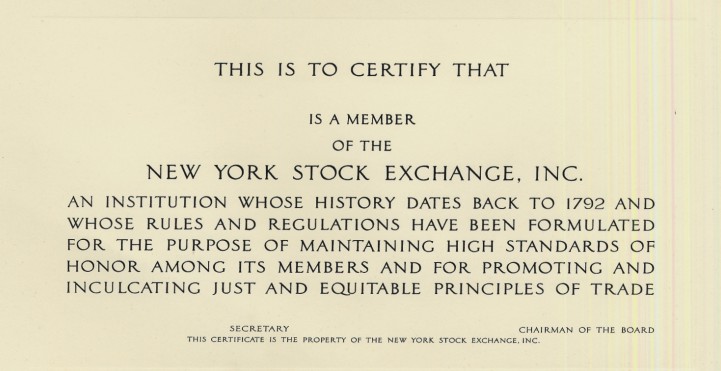 THIS IS TO CERTIFY THAT
IS A MEMBER
OF THE
NEW YORK STOCK EXCHANGE, INC.
AN INSTITUTION WHOSE HISTORY DATES BACK TO 1792 AND
WHOSE RULES AND REGULATIONS HAVE BEEN FORMULATED
FOR THE PURPOSE OF MAINTAINING HIGH STANDARDS OF
HONOR AMONG ITS MEMBERS AND FOR PROMOTING AND
INCULCATING JUST AND EQUITABLE PRINCIPLES OF TRADE
SECRETARY CHAIRMAN OF THE BOARD
THIS CERTIFICATE IS THE PROPERTY OF THE NEW YORK STOCK EXCHANGE, INC.